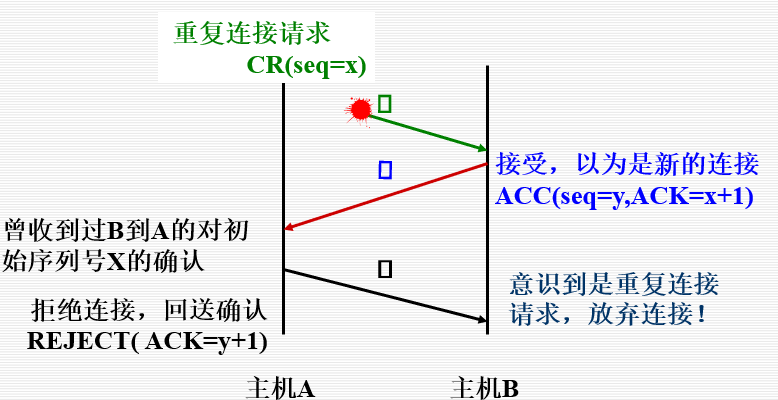 重复连接请求
CR(seq=x)
接受，以为是新的连接
ACC(seq=y,ACK=x+1)
曾收到过B到A的对初
始序列号X的确认
意识到是重复连接
请求，放弃连接！
拒绝连接，回送确认
REJECT( ACK=y+1)
主机A
主机B